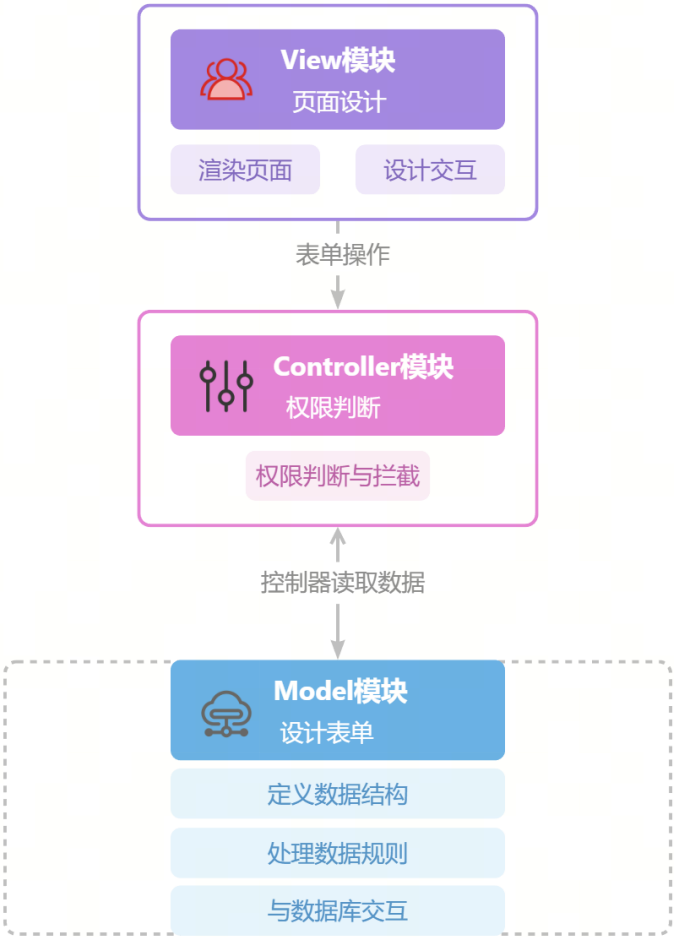 View模块
页面设计
渲染页面
设计交互
表单操作
Controller模块
权限判断
权限判断与拦截
控制器读取数据
Model模块
设计表单
定义数据结构
处理数据规则
与数据库交互